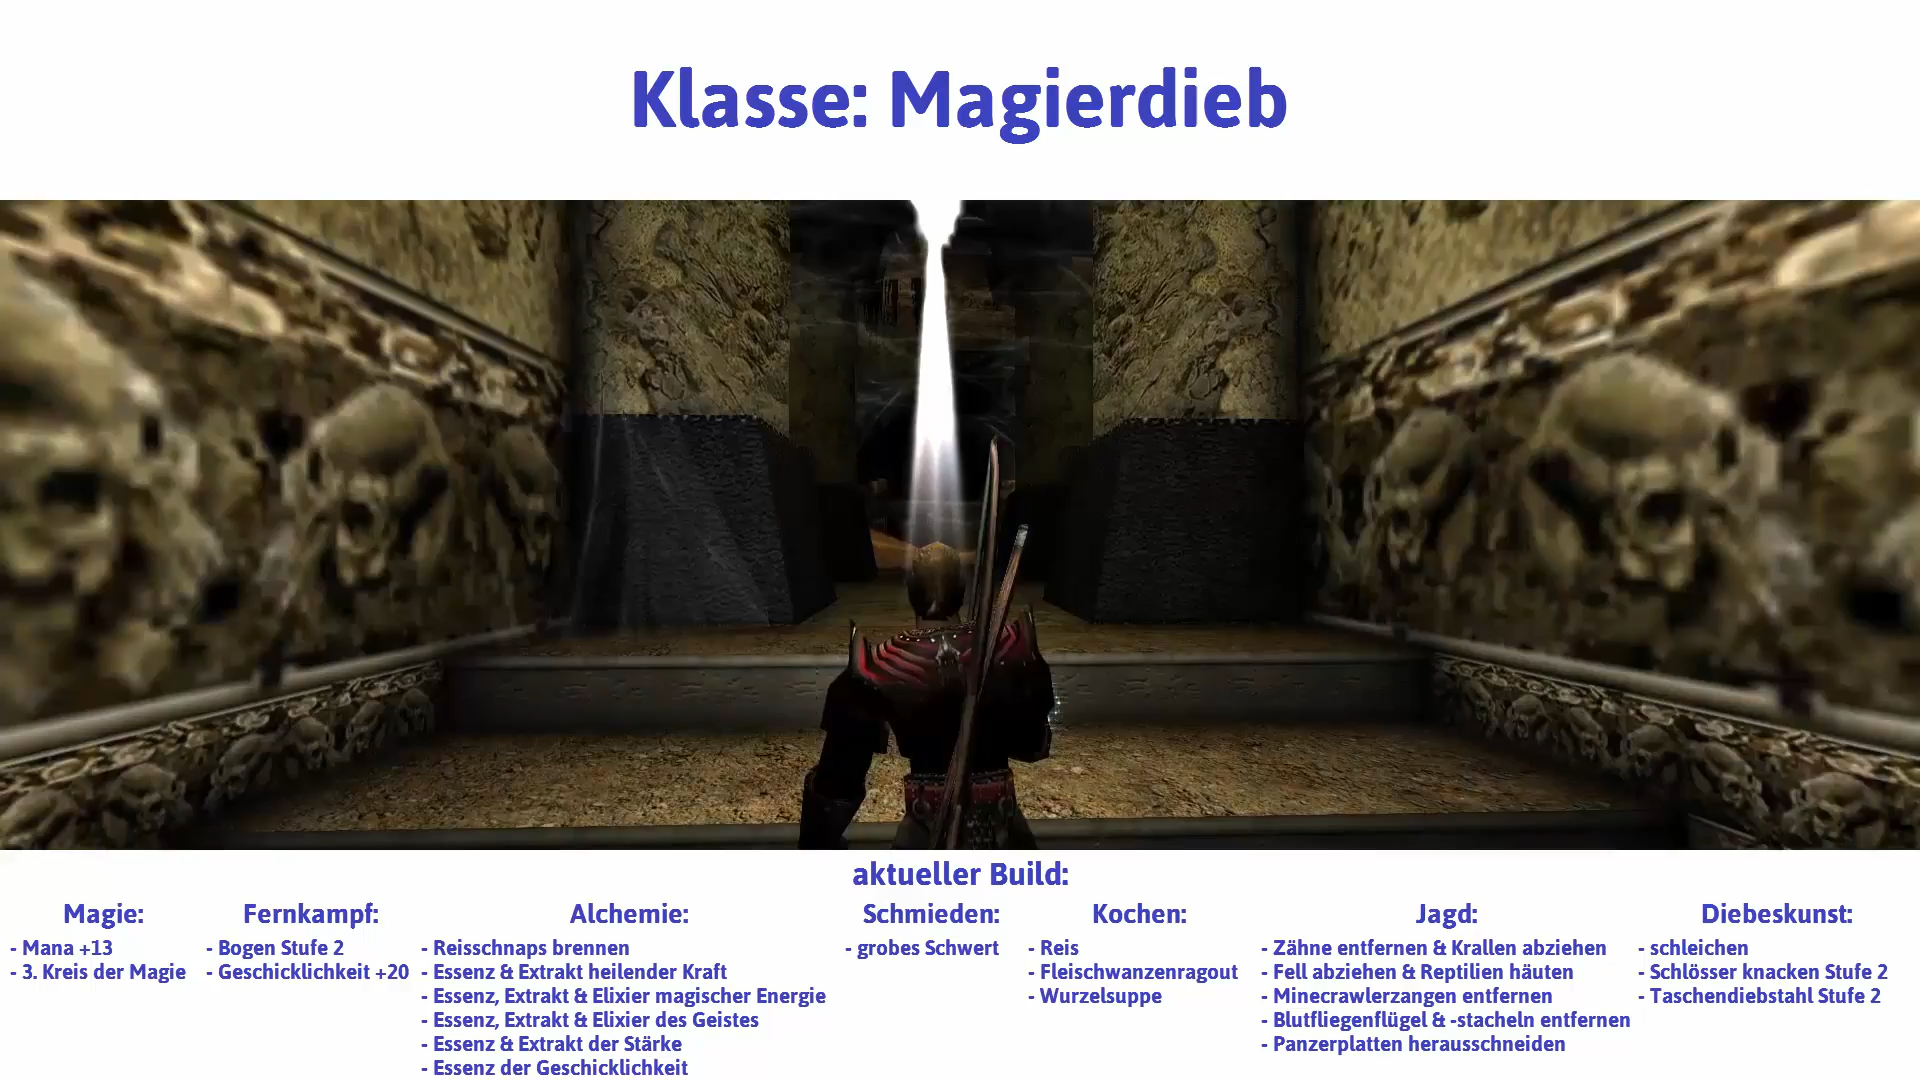 Klasse: Magierdieb
aktueller Build:
Magie:
- Mana +13
- 3. Kreis der Magie
Fernkampf:
- Bogen Stufe 2
- Geschicklichkeit +20
Alchemie:
- Reisschnaps brennen
- Essenz & Extrakt heilender Kraft
- Essenz, Extrakt & Elixier magischer Energie
- Essenz, Extrakt & Elixier des Geistes
- Essenz & Extrakt der Stärke
- Essenz der Geschicklichkeit
Schmieden:
- grobes Schwert
Kochen:
- Reis
- Fleischwanzenragout
- Wurzelsuppe
Jagd:
- Zähne entfernen & Krallen abziehen
- Fell abziehen & Reptilien häuten
- Minecrawlerzangen entfernen
- Blutfliegenflügel & -stacheln entfernen
- Panzerplatten herausschneiden
Diebeskunst:
- schleichen
- Schlösser knacken Stufe 2
- Taschendiebstahl Stufe 2